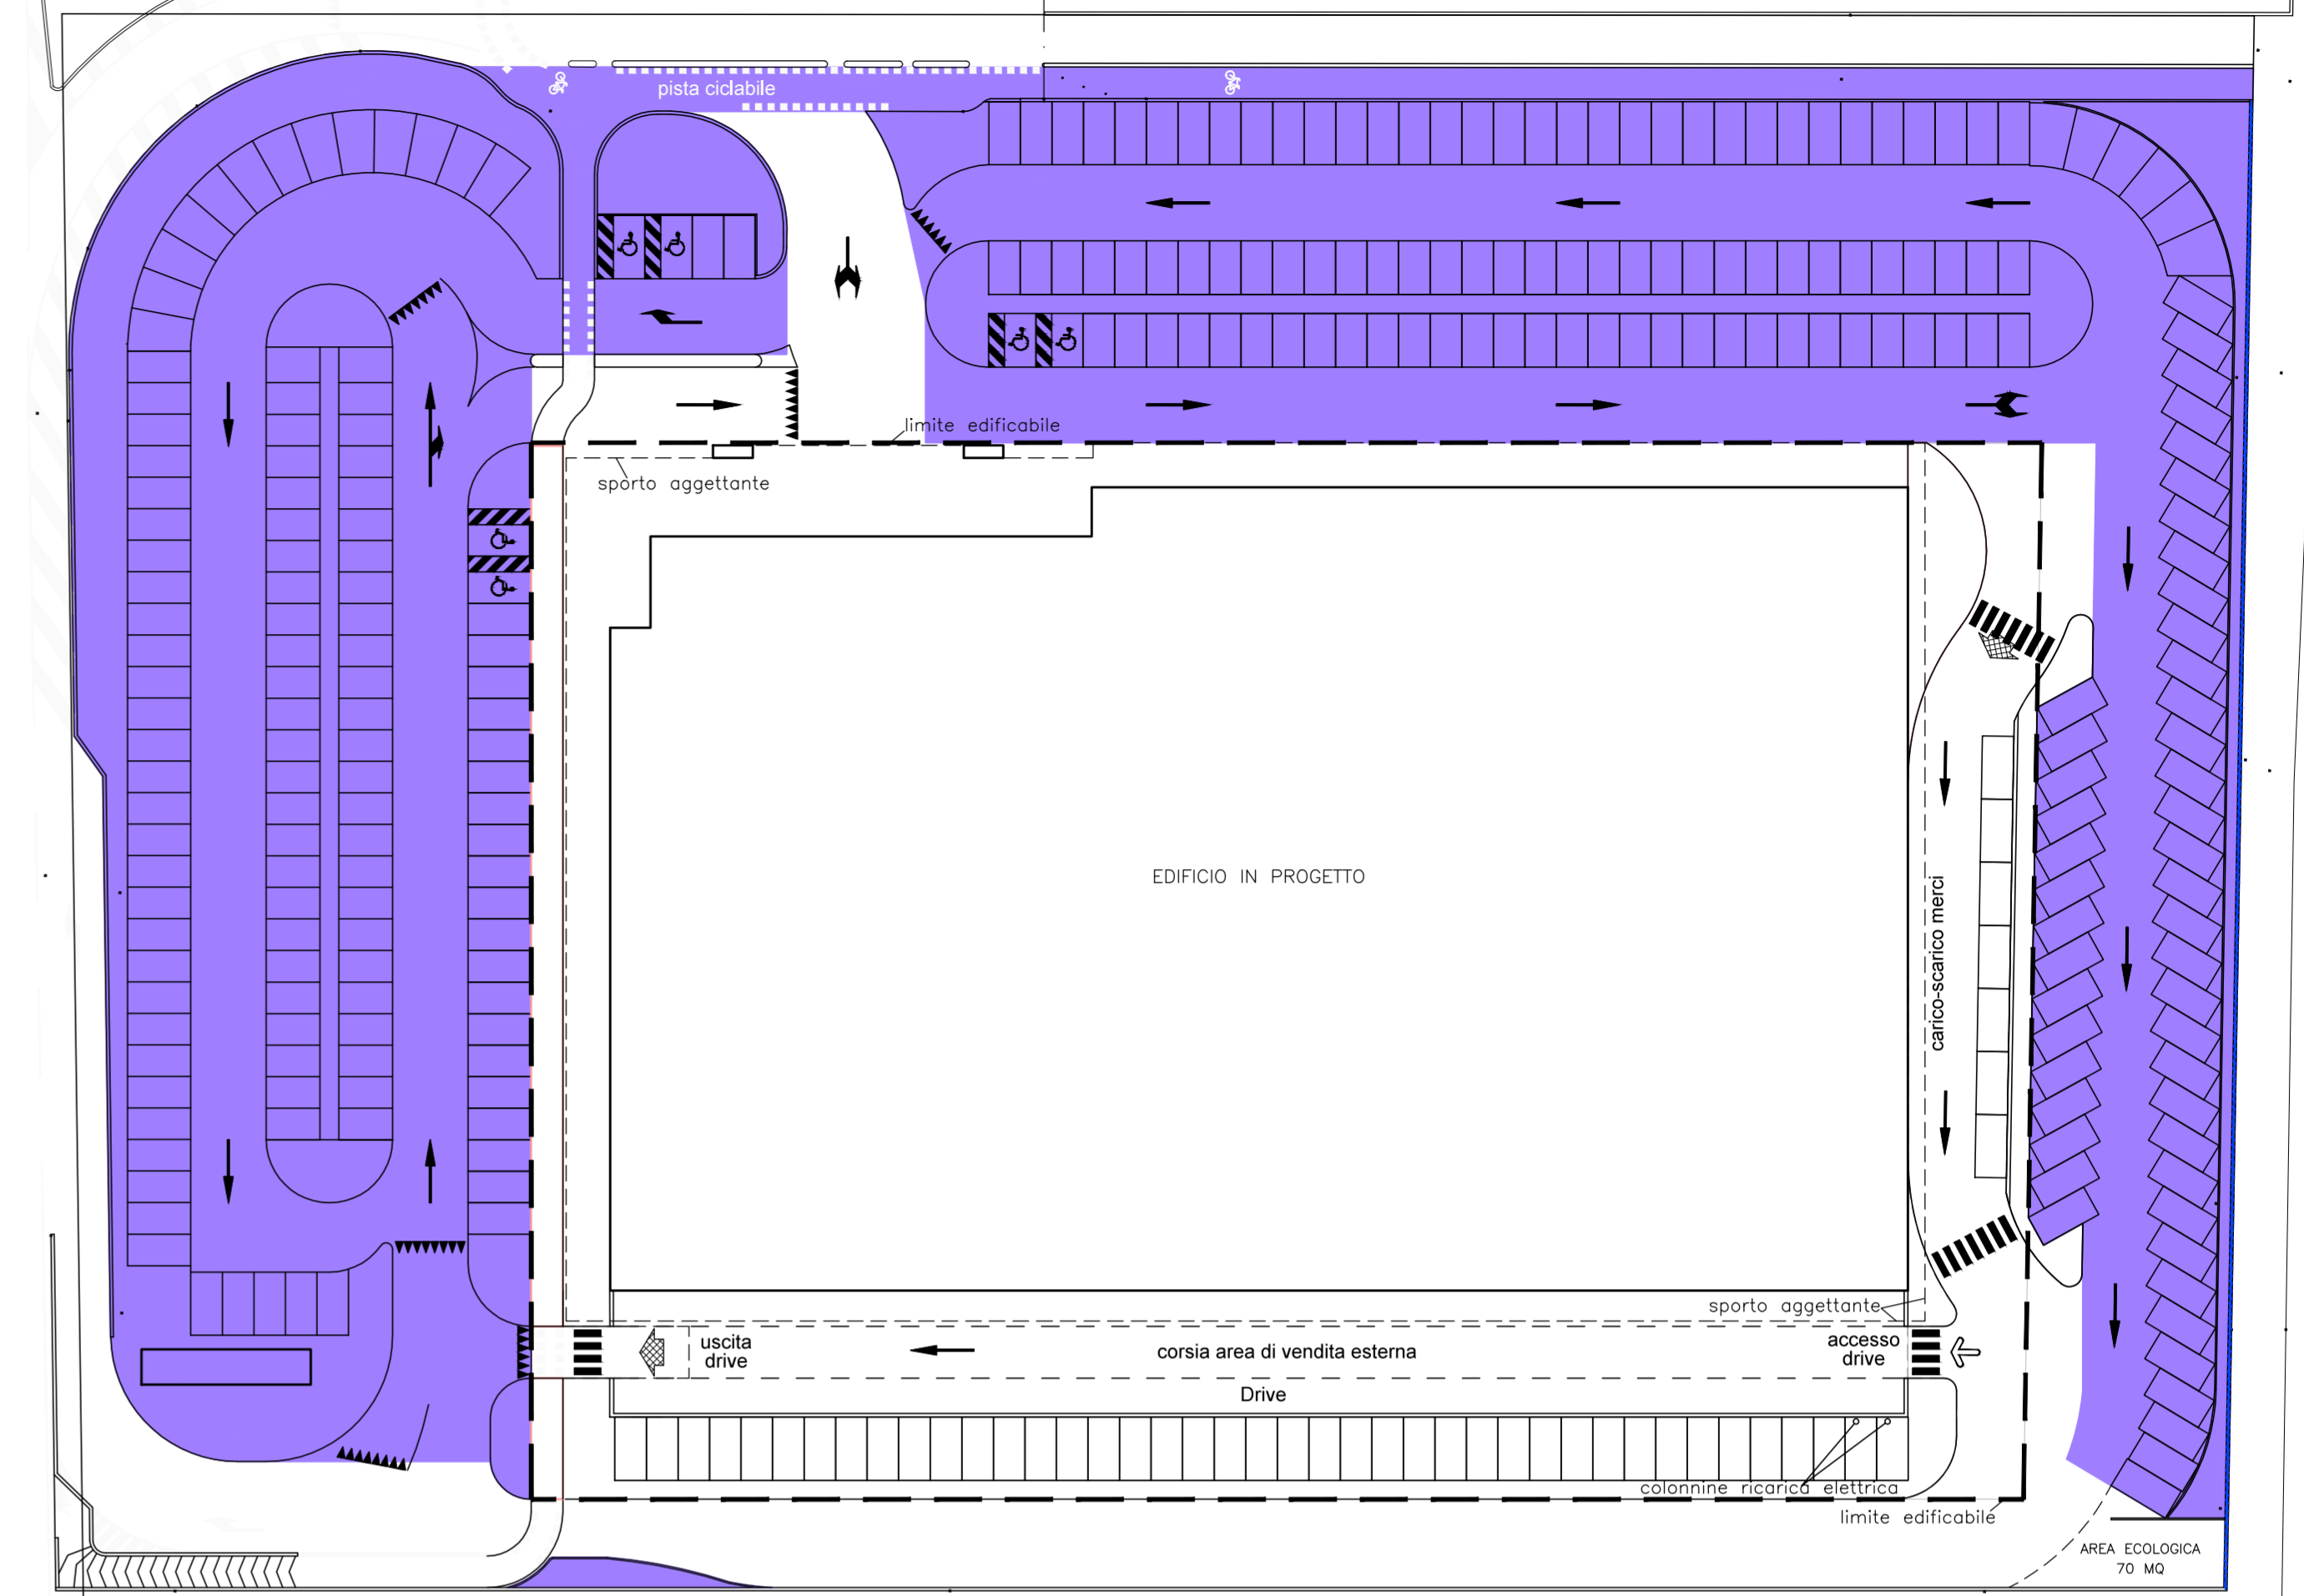 pista ciclabile
limite edificabile
sporto aggettante
EDIFICIO IN PROGETTO
carico-scarico merci
sporto aggettante
uscita
drive
corsia area di vendita esterna
accesso
drive
Drive
colonnine ricarica elettrica
limite edificabile
AREA ECOLOGICA
70 MQ